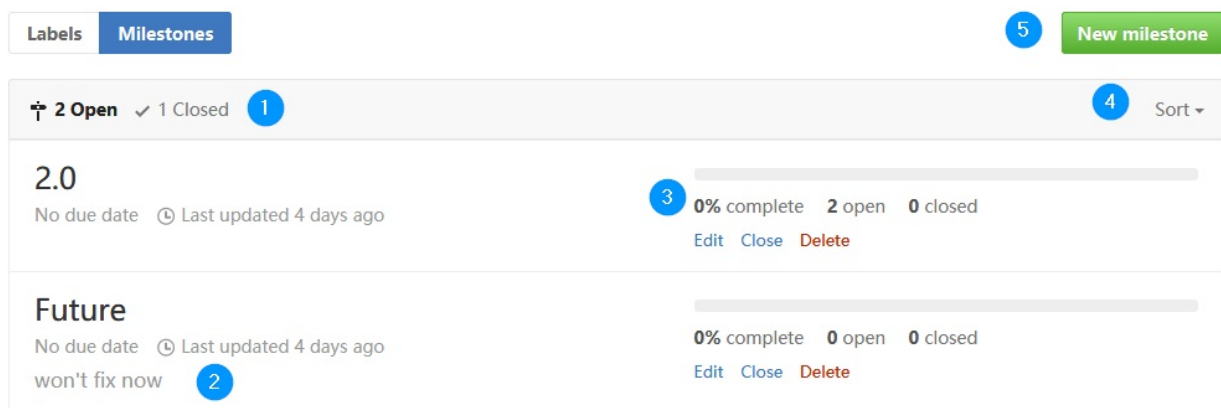 Labels Milestones 5 New milestone
2 Open 1 Closed 1 4 Sort
2.0
No due date Last updated 4 days ago
3 0% complete 2 open 0 closed
Edit Close Delete
Future
No due date Last updated 4 days ago
won't fix now 2
0% complete 0 open 0 closed
Edit Close Delete